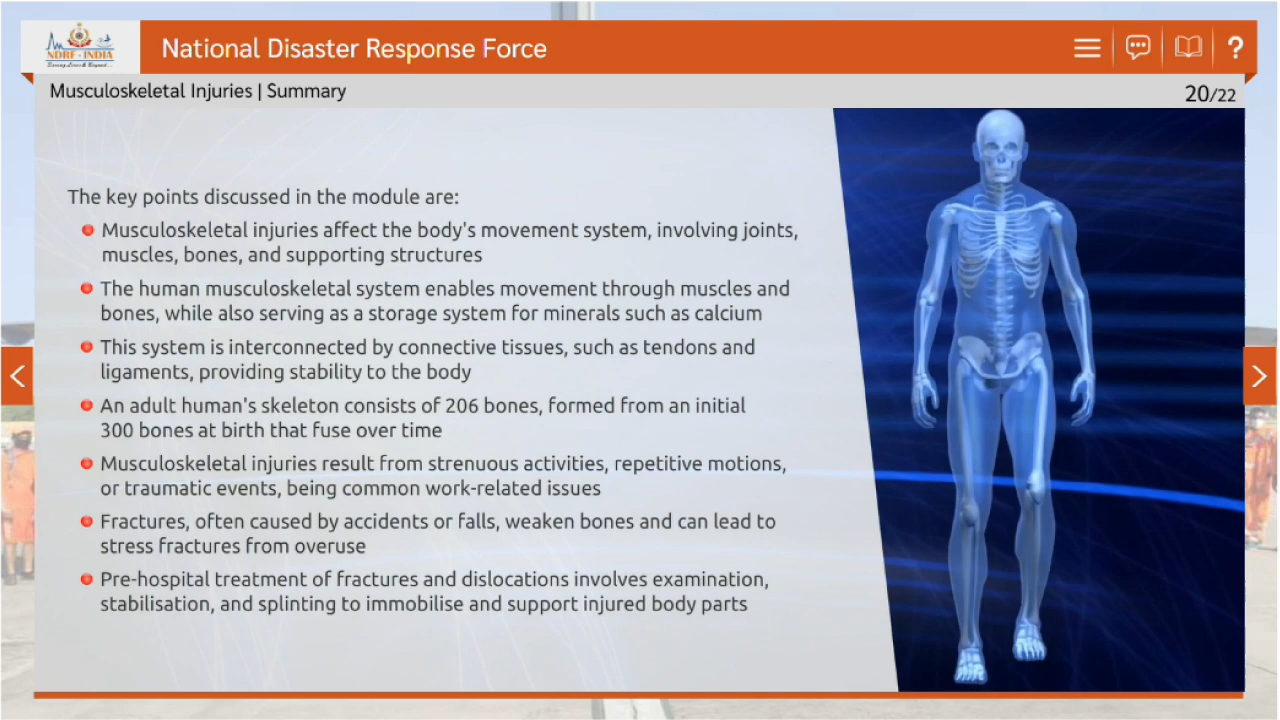 NDRF - INDIA
National Disaster Response Force
?
Musculoskeletal Injuries | Summary
20/22
The key points discussed in the module are:
Musculoskeletal injuries affect the body's movement system, involving joints,
muscles, bones, and supporting structures
The human musculoskeletal system enables movement through muscles and
bones, while also serving as a storage system for minerals such as calcium
This system is interconnected by connective tissues, such as tendons and
ligaments, providing stability to the body
An adult human's skeleton consists of 206 bones, formed from an initial
300 bones at birth that fuse over time
Musculoskeletal injuries result from strenuous activities, repetitive motions,
or traumatic events, being common work-related issues
Fractures, often caused by accidents or falls, weaken bones and can lead to
stress fractures from overuse
Pre-hospital treatment of fractures and dislocations involves examination,
stabilisation, and splinting to immobilise and support injured body parts